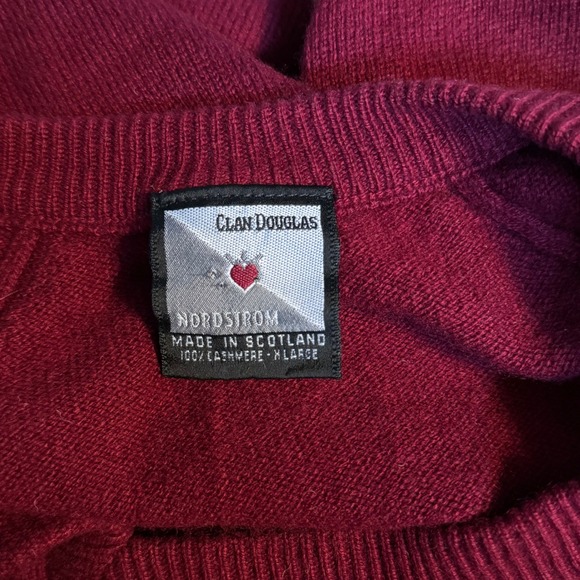 CLAN DOUGLAS
NORDSTROM
MADE IN SCOTLAND
100% CASHMERE - X LARGE